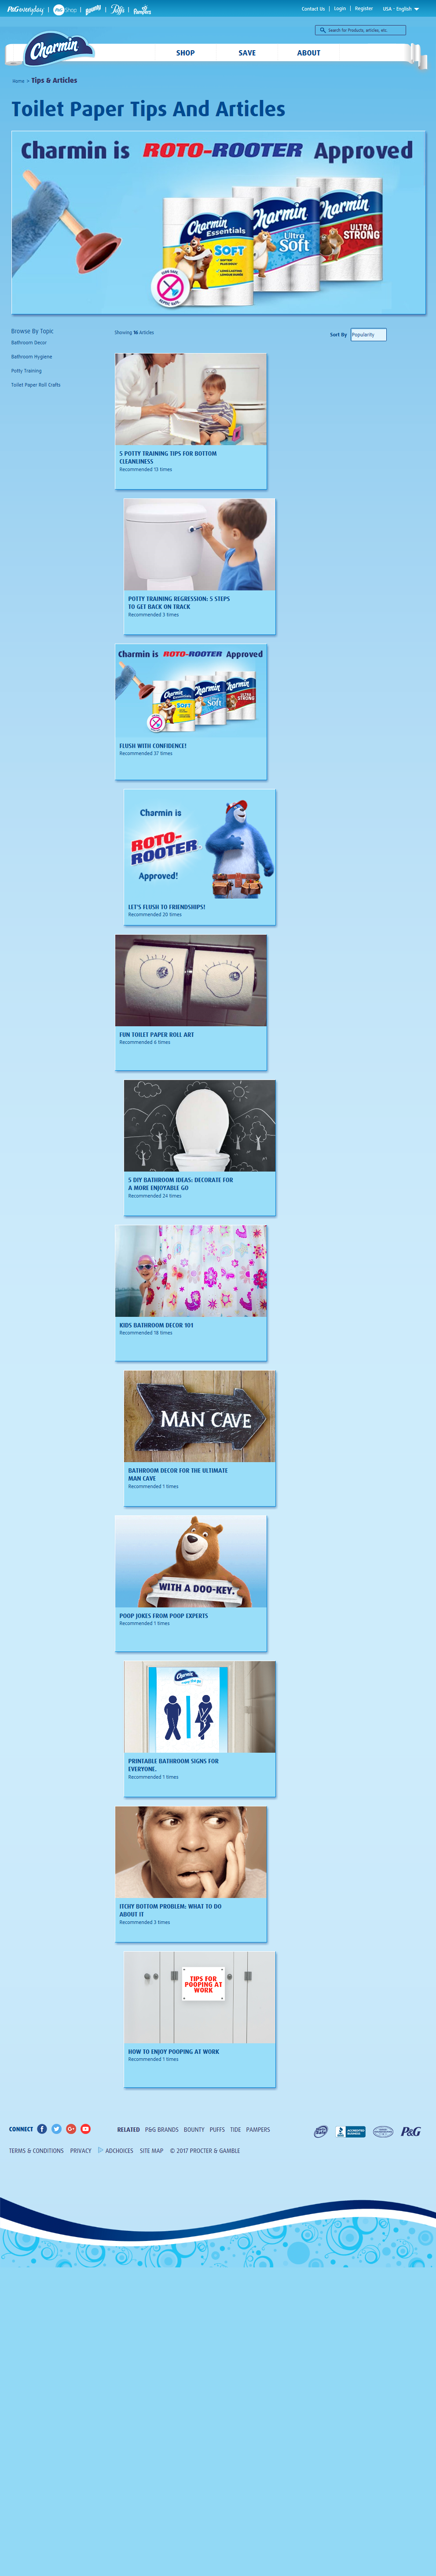 P&G everyday
P&G Shop
Bounty
Puffs
Pampers
Contact Us
Login
Register
USA - English
Search for Products, articles, etc.
Charmin
SHOP
SAVE
ABOUT
Home > Tips & Articles
Toilet Paper Tips And Articles
Charmin is ROTO-ROOTER Approved
Charmin Essentials
SOFT
Charmin
Ultra Soft
Charmin
ULTRA STRONG
Browse By Topic
Bathroom Decor
Bathroom Hygiene
Potty Training
Toilet Paper Roll Crafts
Showing 16 Articles
Sort By
Popularity
5 POTTY TRAINING TIPS FOR BOTTOM
CLEANLINESS
Recommended 13 times
POTTY TRAINING REGRESSION: 5 STEPS
TO GET BACK ON TRACK
Recommended 3 times
Charmin is ROTO-ROOTER Approved
FLUSH WITH CONFIDENCE!
Recommended 37 times
Charmin is
ROTO-
ROOTER
Approved!
LET'S FLUSH TO FRIENDSHIPS!
Recommended 20 times
FUN TOILET PAPER ROLL ART
Recommended 6 times
5 DIY BATHROOM IDEAS: DECORATE FOR
A MORE ENJOYABLE GO
Recommended 24 times
KIDS BATHROOM DECOR 101
Recommended 18 times
MAN CAVE
BATHROOM DECOR FOR THE ULTIMATE
MAN CAVE
Recommended 1 times
WITH A DOO-KEY.
POOP JOKES FROM POOP EXPERTS
Recommended 1 times
Charmin
PRINTABLE BATHROOM SIGNS FOR
EVERYONE.
Recommended 1 times
ITCHY BOTTOM PROBLEM: WHAT TO DO
ABOUT IT
Recommended 3 times
TIPS FOR
POOPING AT
WORK
HOW TO ENJOY POOPING AT WORK
Recommended 1 times
CONNECT
RELATED P&G BRANDS BOUNTY PUFFS TIDE PAMPERS
ACCREDITED BUSINESS
P&G
TERMS & CONDITIONS PRIVACY ADCHOICES SITE MAP © 2017 PROCTER & GAMBLE